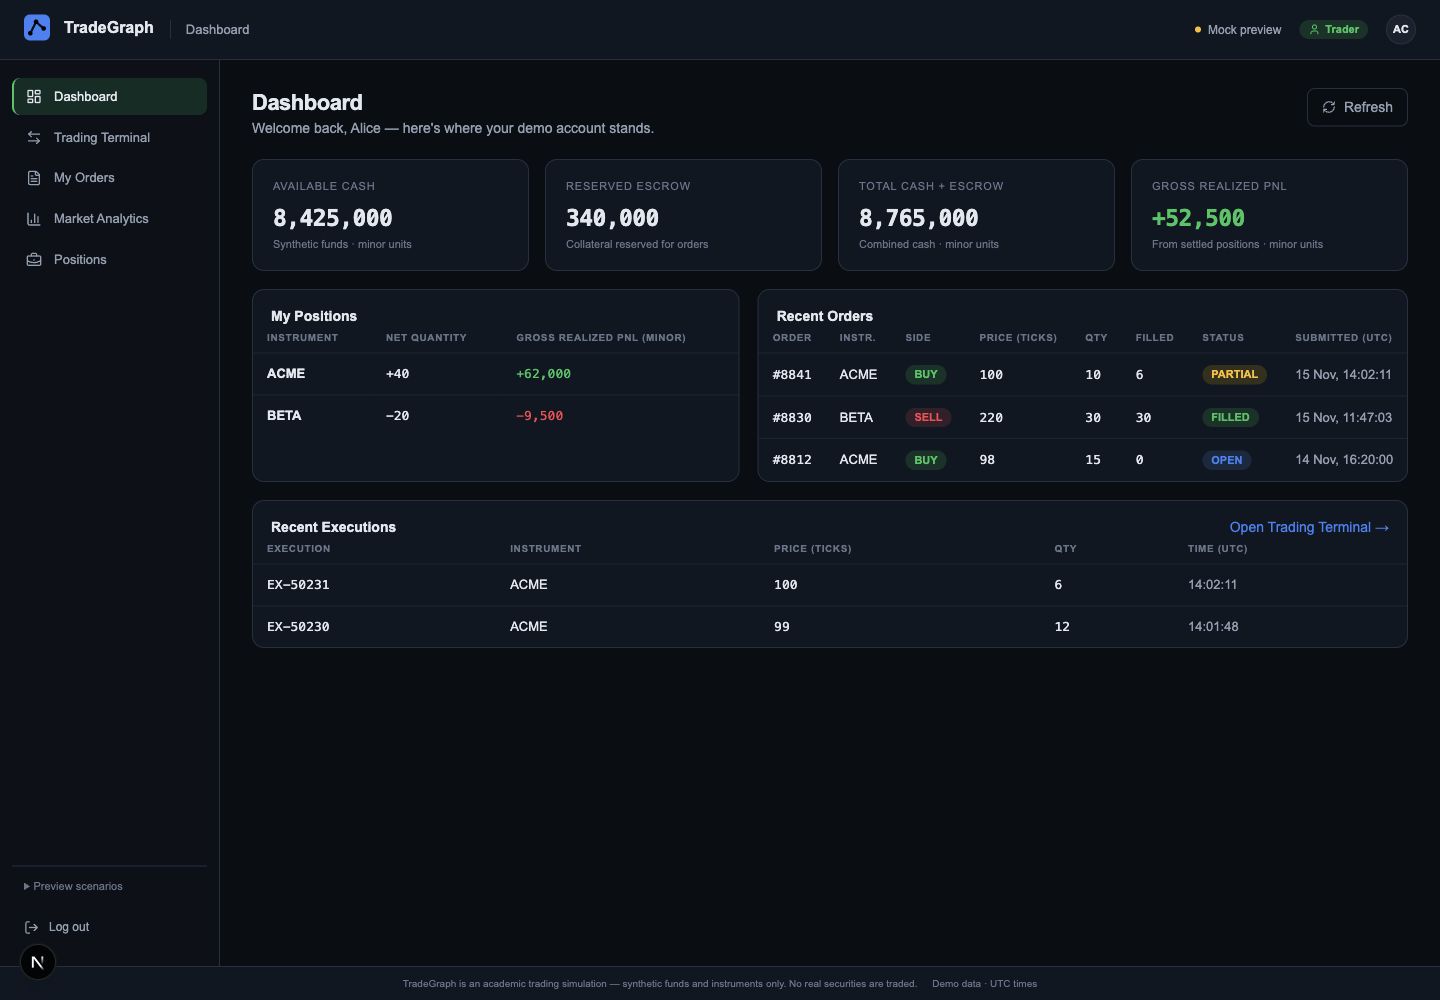 TradeGraph Dashboard Mock preview Trader AC
Dashboard
Trading Terminal
My Orders
Market Analytics
Positions
Preview scenarios
Log out
N
Dashboard
Welcome back, Alice — here's where your demo account stands.
Refresh
AVAILABLE CASH
8,425,000
Synthetic funds · minor units
RESERVED ESCROW
340,000
Collateral reserved for orders
TOTAL CASH + ESCROW
8,765,000
Combined cash · minor units
GROSS REALIZED PNL
+52,500
From settled positions · minor units
My Positions
INSTRUMENT NET QUANTITY GROSS REALIZED PNL (MINOR)
ACME +40 +62,000
BETA −20 −9,500
Recent Orders
ORDER INSTR. SIDE PRICE (TICKS) QTY FILLED STATUS SUBMITTED (UTC)
#8841 ACME BUY 100 10 6 PARTIAL 15 Nov, 14:02:11
#8830 BETA SELL 220 30 30 FILLED 15 Nov, 11:47:03
#8812 ACME BUY 98 15 0 OPEN 14 Nov, 16:20:00
Recent Executions Open Trading Terminal →
EXECUTION INSTRUMENT PRICE (TICKS) QTY TIME (UTC)
EX−50231 ACME 100 6 14:02:11
EX−50230 ACME 99 12 14:01:48
TradeGraph is an academic trading simulation — synthetic funds and instruments only. No real securities are traded. Demo data · UTC times